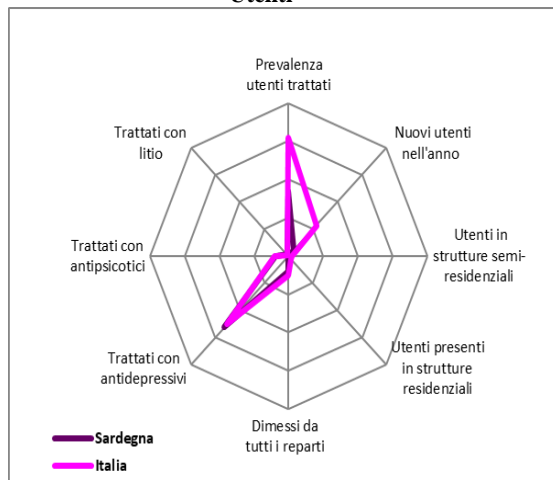 Utenti
Prevalenza
utenti trattati
Nuovi utenti
nell'anno
Utenti in
strutture semi-
residenziali
Utenti presenti
in strutture
residenziali
Dimessi da
tutti i reparti
Trattati con
antidepressivi
Trattati con
antipsicotici
Trattati con
litio
Sardegna
Italia